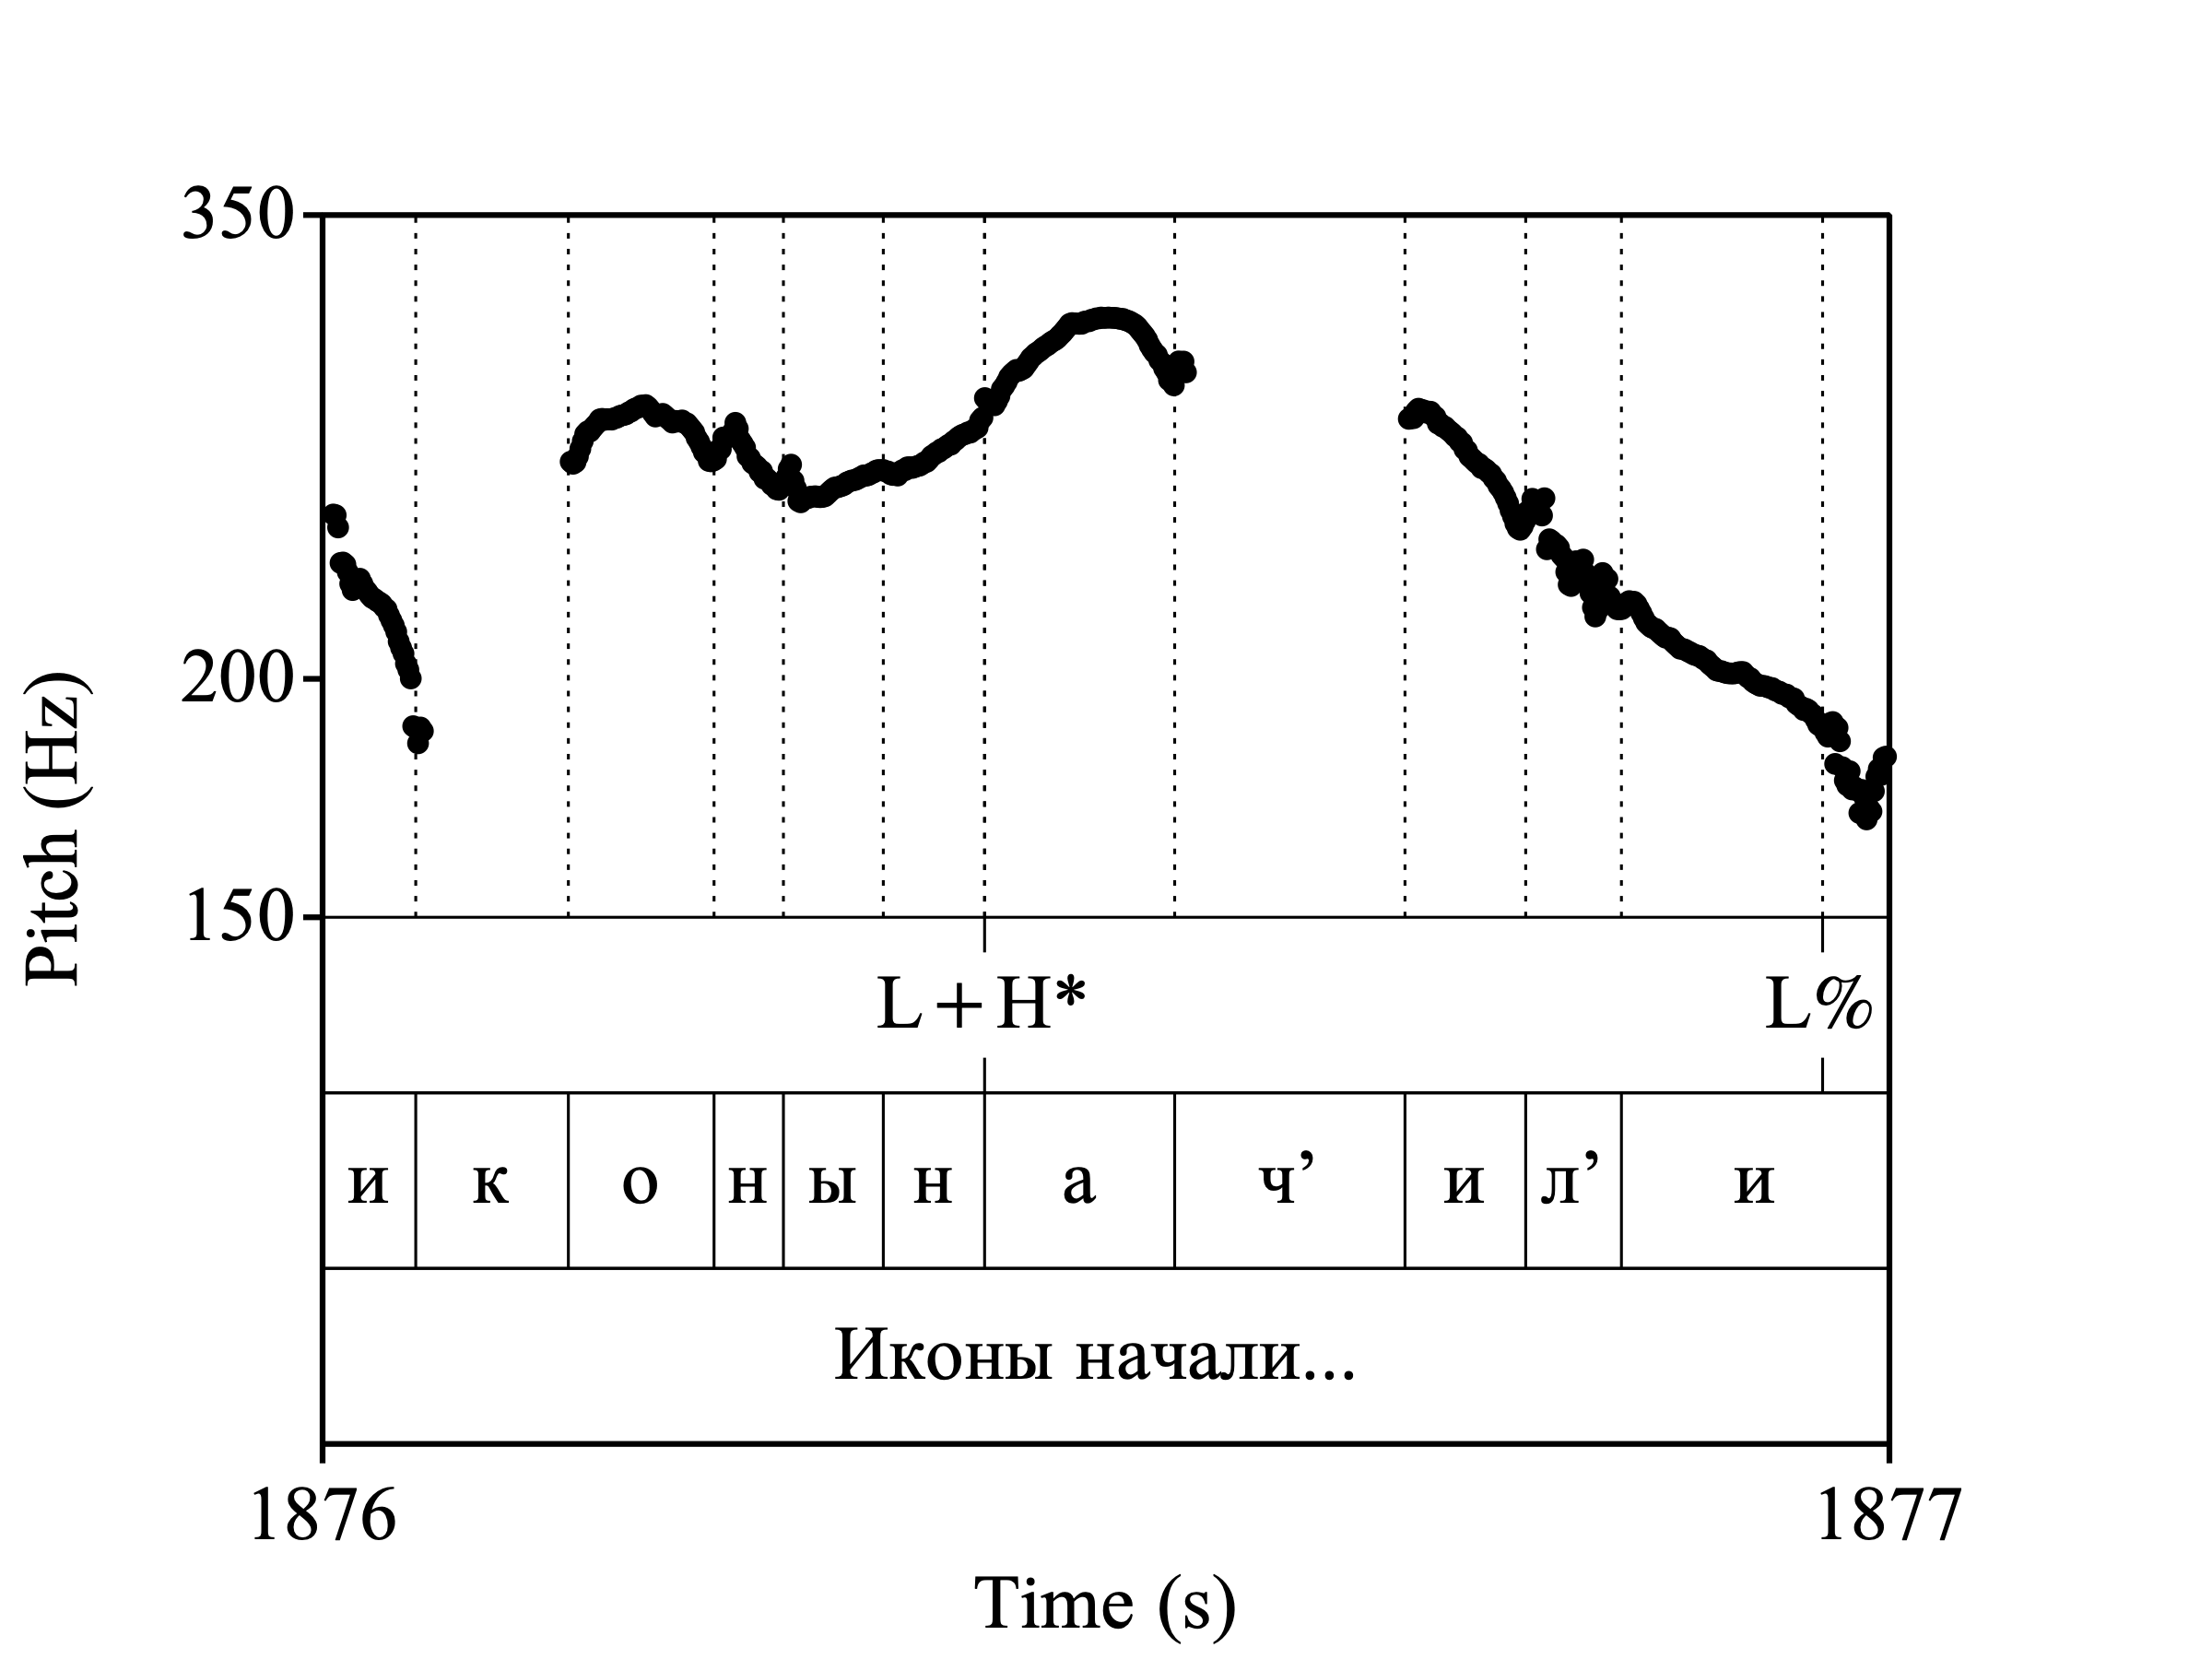 350
200
150
Pitch (Hz)
L+H* L%
и к о н ы н а ч’ и л’ и
Иконы начали...
1876 1877
Time (s)